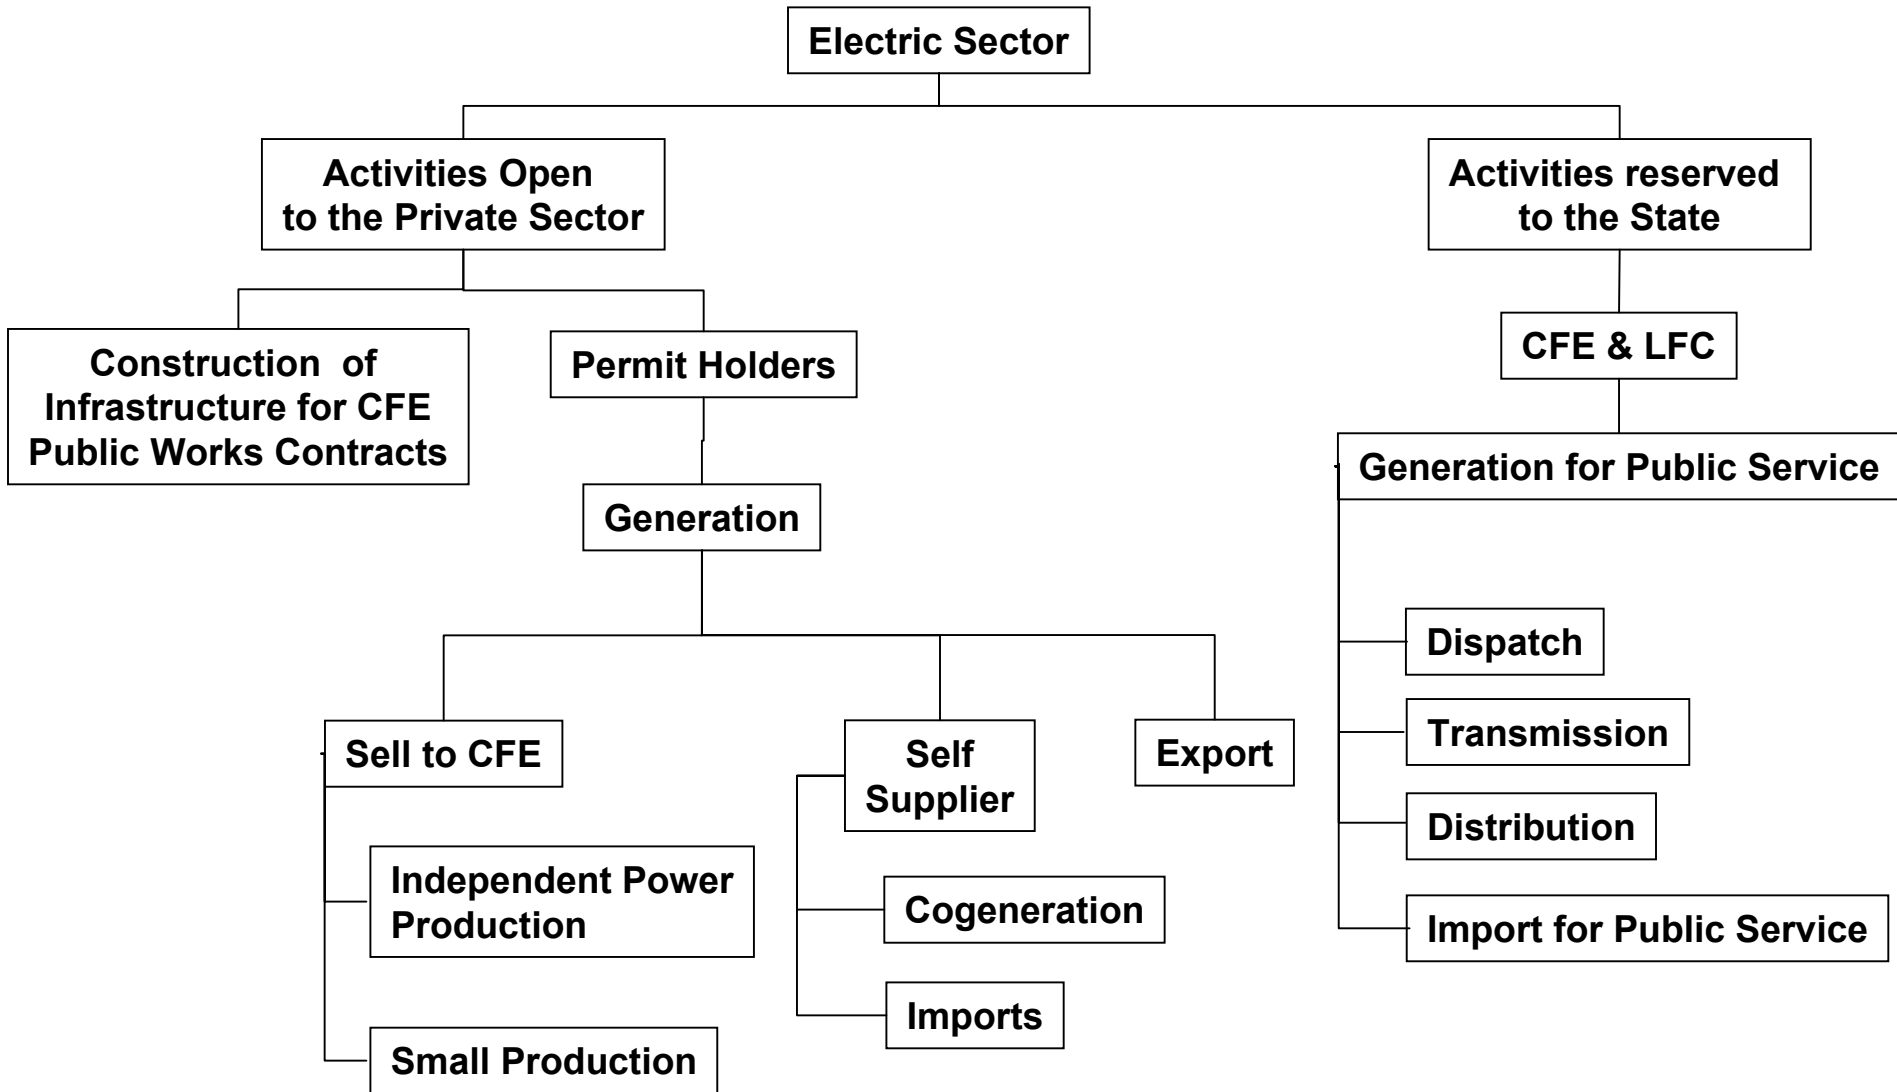 Electric Sector
Activities Open
to the Private Sector
Activities reserved
to the State
Construction of
Infrastructure for CFE
Public Works Contracts
Permit Holders
CFE & LFC
Generation for Public Service
Generation
Dispatch
Transmission
Distribution
Import for Public Service
Sell to CFE
Independent Power
Production
Small Production
Self
Supplier
Cogeneration
Imports
Export